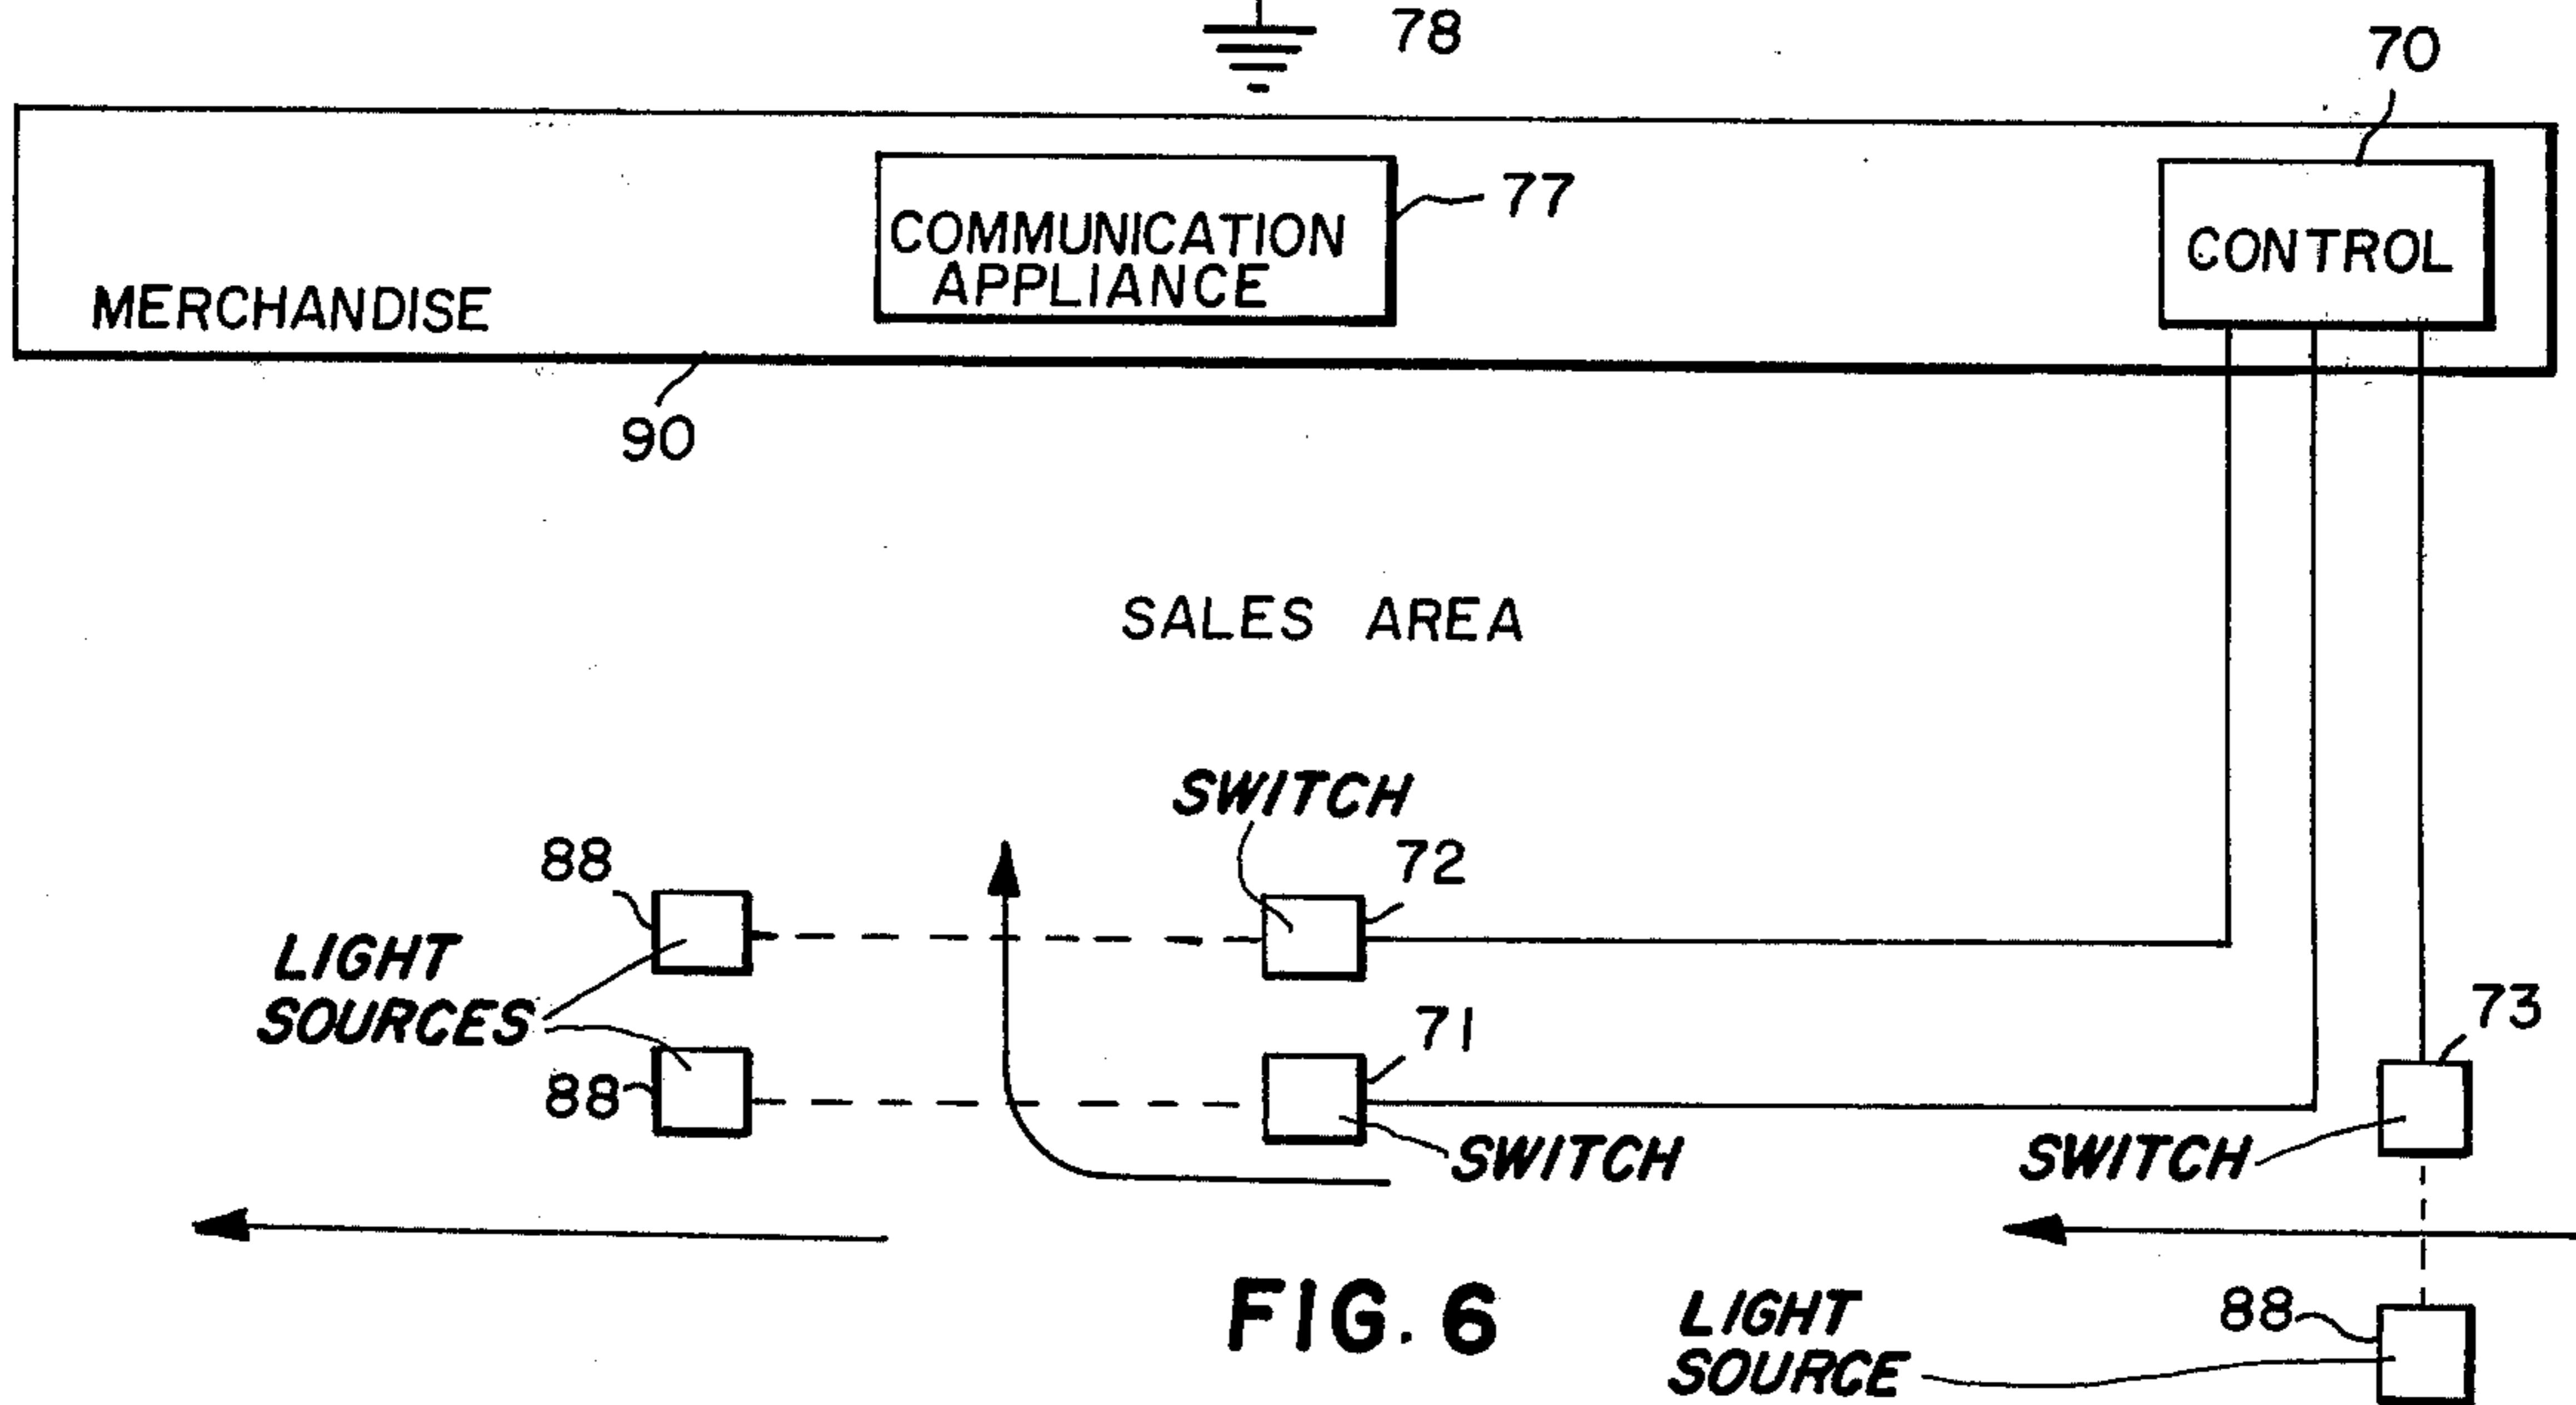 78
70
COMMUNICATION
APPLIANCE
77
CONTROL
MERCHANDISE
90
SALES AREA
SWITCH
88
72
LIGHT
SOURCES
71
73
88
SWITCH
SWITCH
FIG. 6
LIGHT
SOURCE
88